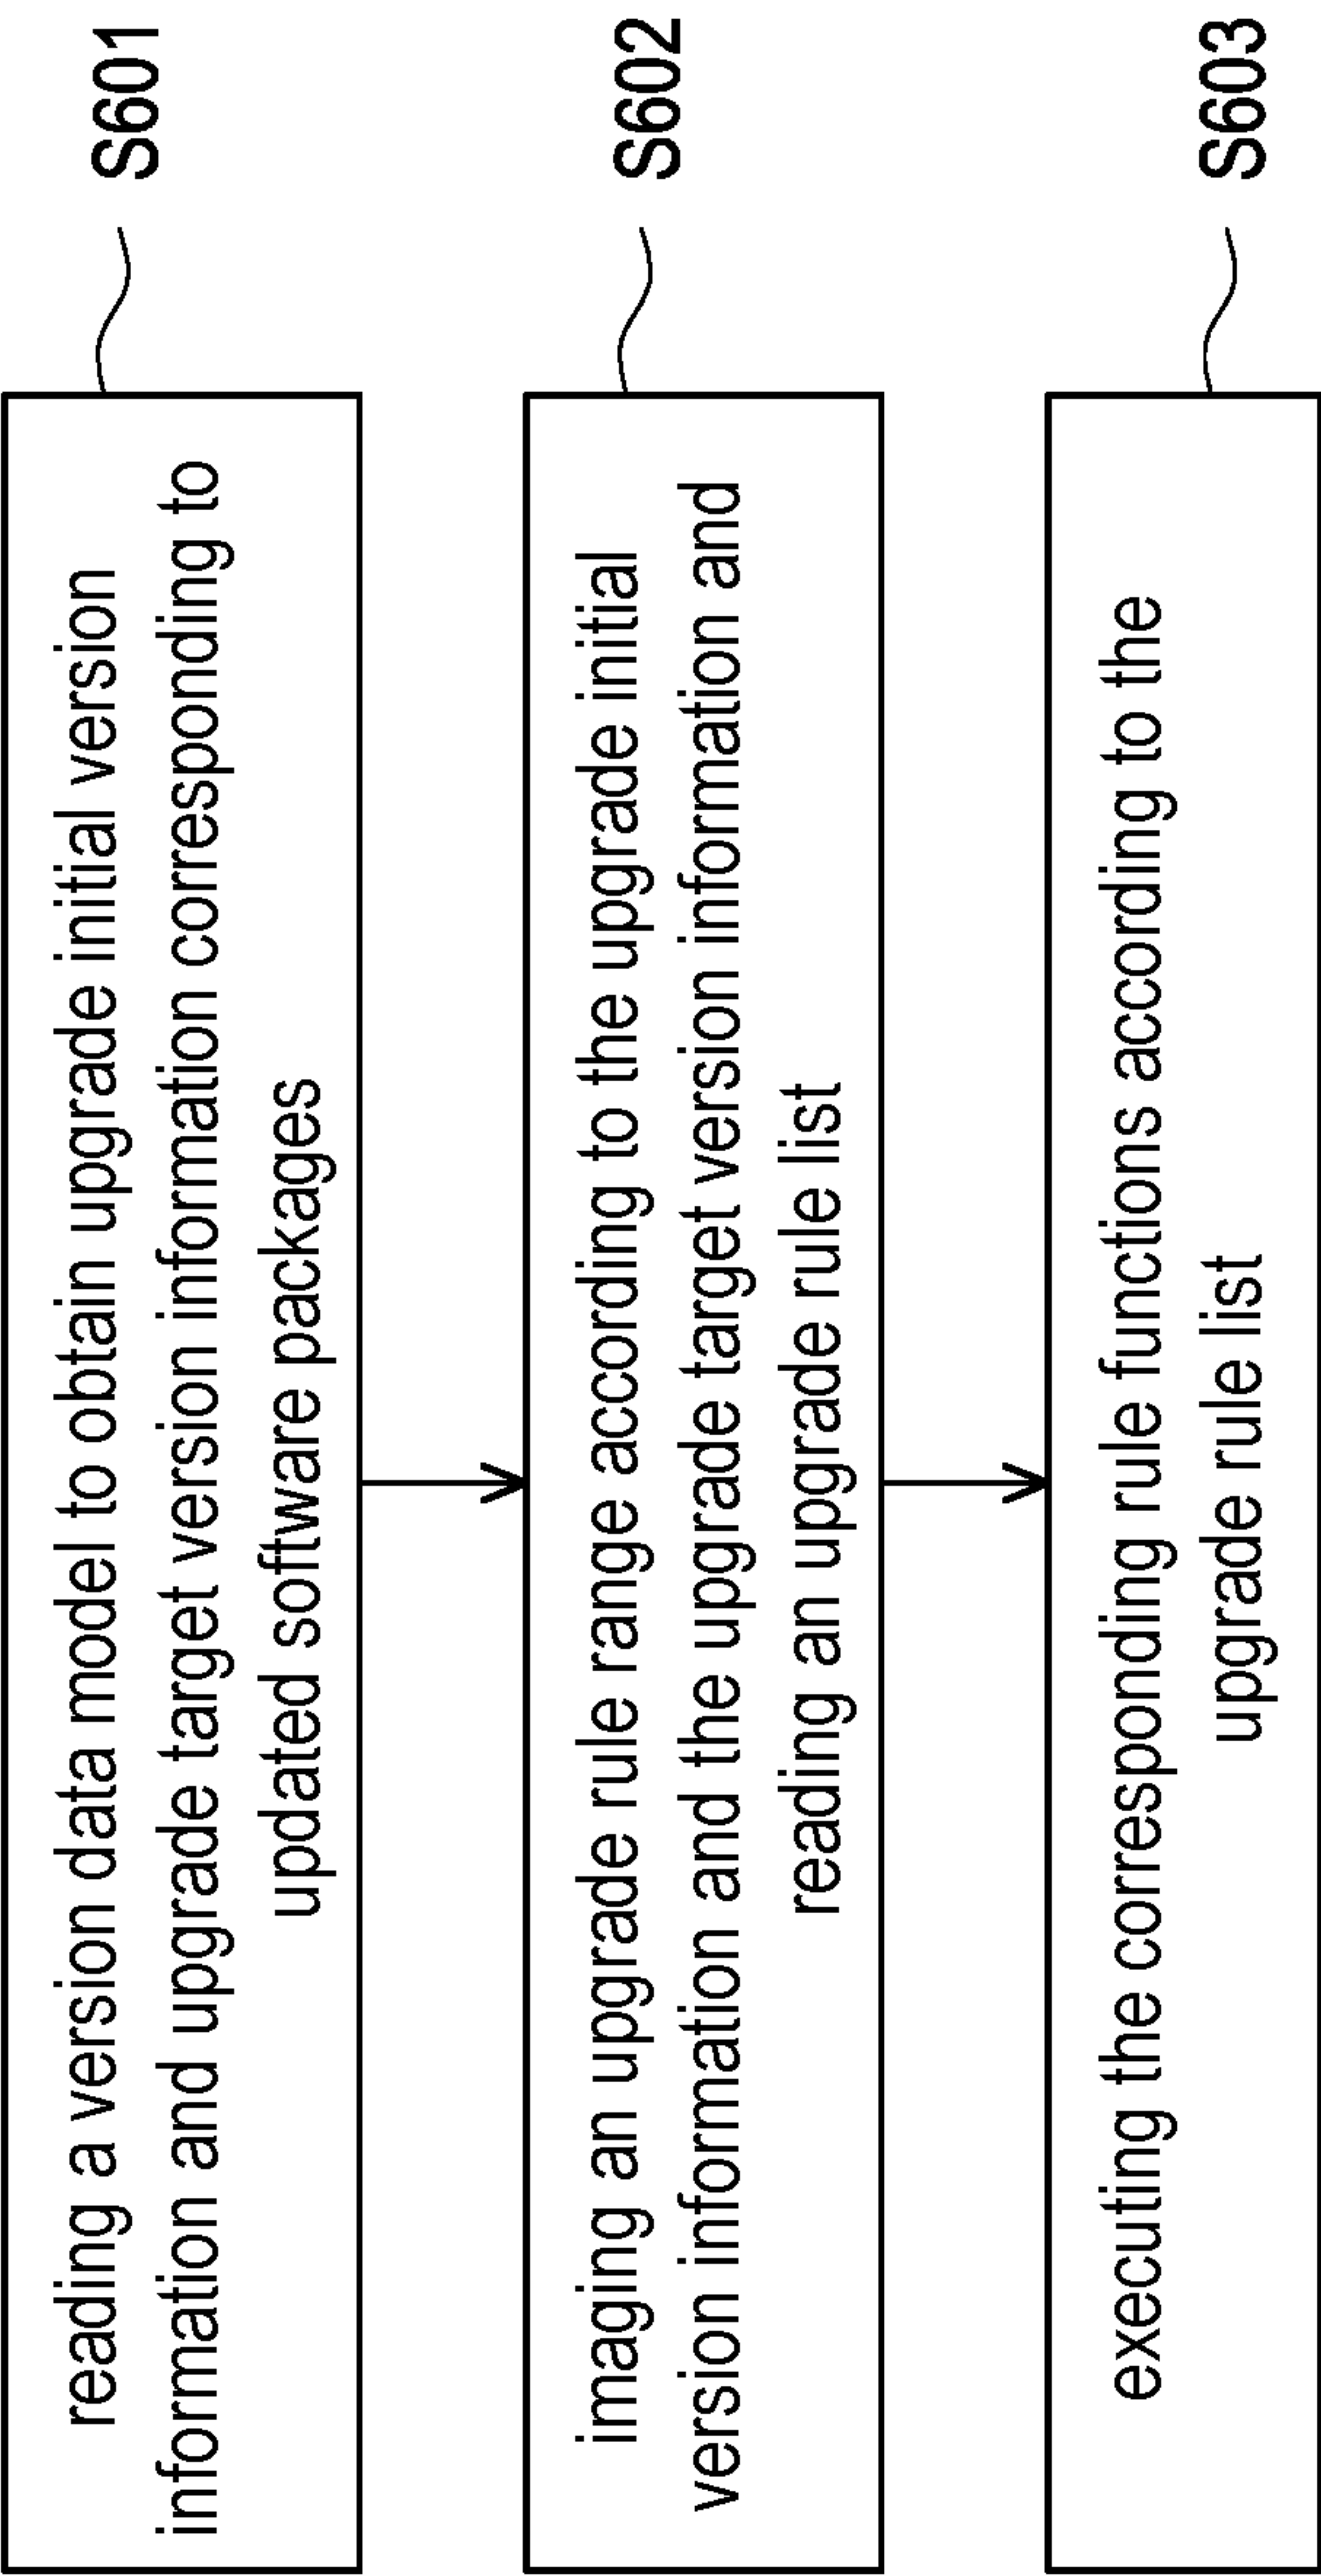 reading a version data model to obtain upgrade initial version
information and upgrade target version information corresponding to
updated software packages
S601
imaging an upgrade rule range according to the upgrade initial
version information and the upgrade target version information and
reading an upgrade rule list
S602
executing the corresponding rule functions according to the
upgrade rule list
S603